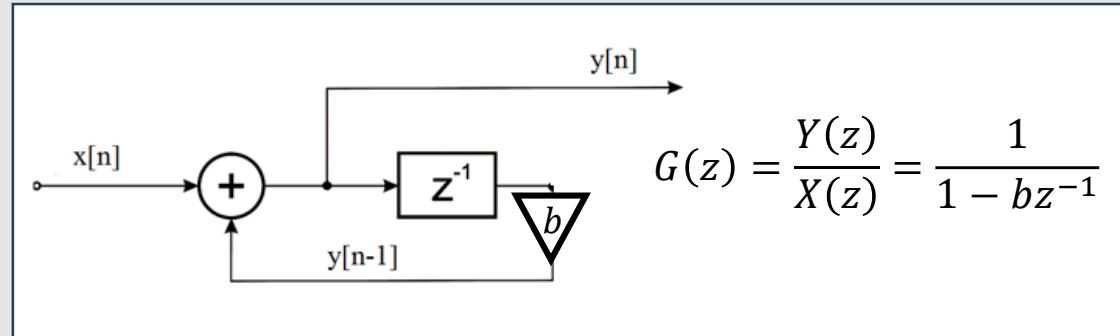 y[n]
x[n]
+
z⁻¹
b
y[n-1]
G(z) = Y(z)/X(z) = 1/(1 − bz⁻¹)